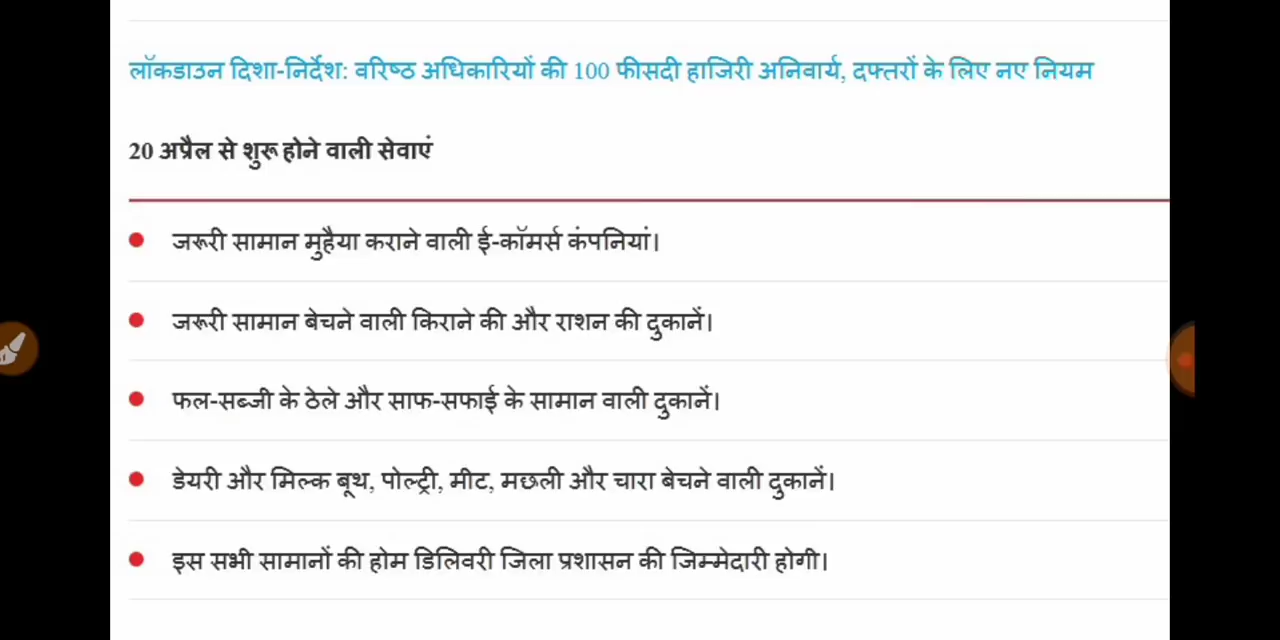 लॉकडाउन दिशा-निर्देश: वरिष्ठ अधिकारियों की 100 फीसदी हाजिरी अनिवार्य, दफ्तरों के लिए नए नियम
20 अप्रैल से शुरू होने वाली सेवाएं
जरूरी सामान मुहैया कराने वाली ई-कॉमर्स कंपनियां।
जरूरी सामान बेचने वाली किराने की और राशन की दुकानें।
फल-सब्जी के ठेले और साफ-सफाई के सामान वाली दुकानें।
डेयरी और मिल्क बूथ, पोल्ट्री, मीट, मछली और चारा बेचने वाली दुकानें।
इस सभी सामानों की होम डिलिवरी जिला प्रशासन की जिम्मेदारी होगी।